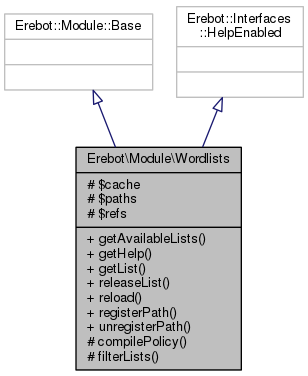 Erebot::Module::Base
Erebot::Interfaces
::HelpEnabled
Erebot\Module\Wordlists
# $cache
# $paths
# $refs
+ getAvailableLists()
+ getHelp()
+ getList()
+ releaseList()
+ reload()
+ registerPath()
+ unregisterPath()
# compilePolicy()
# filterLists()